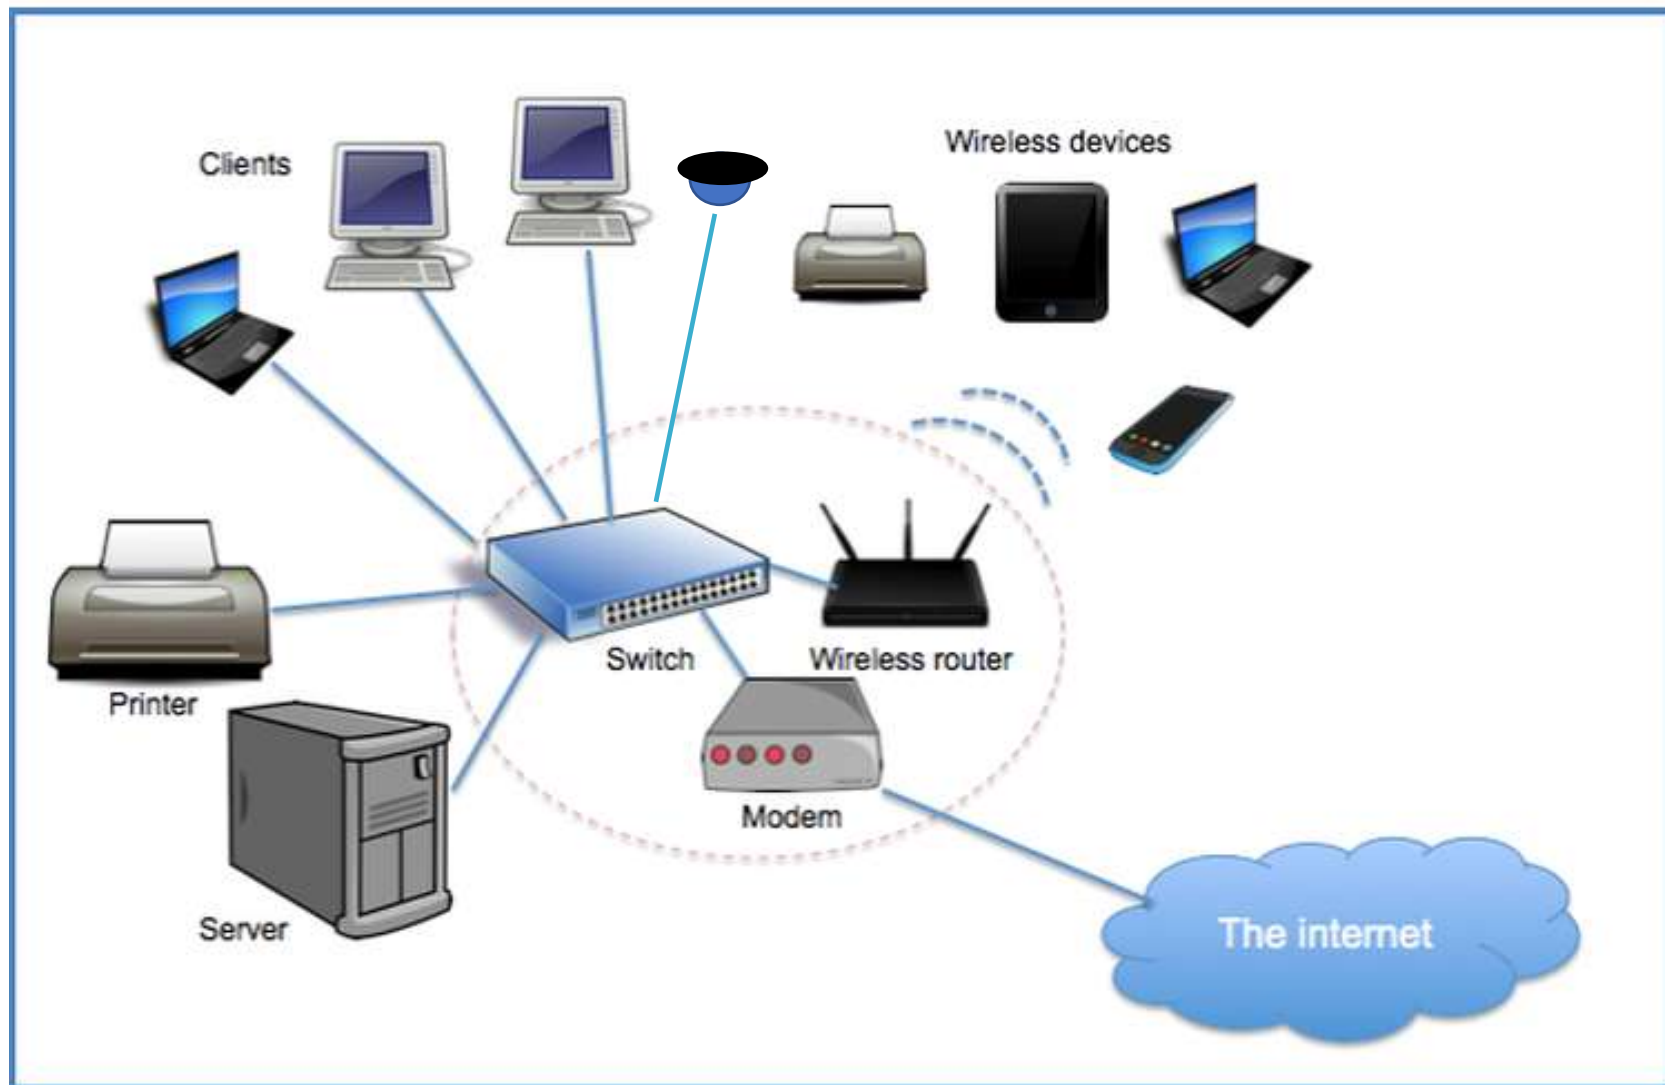 Clients
Wireless devices
Switch
Wireless router
Printer
Modem
Server
The internet